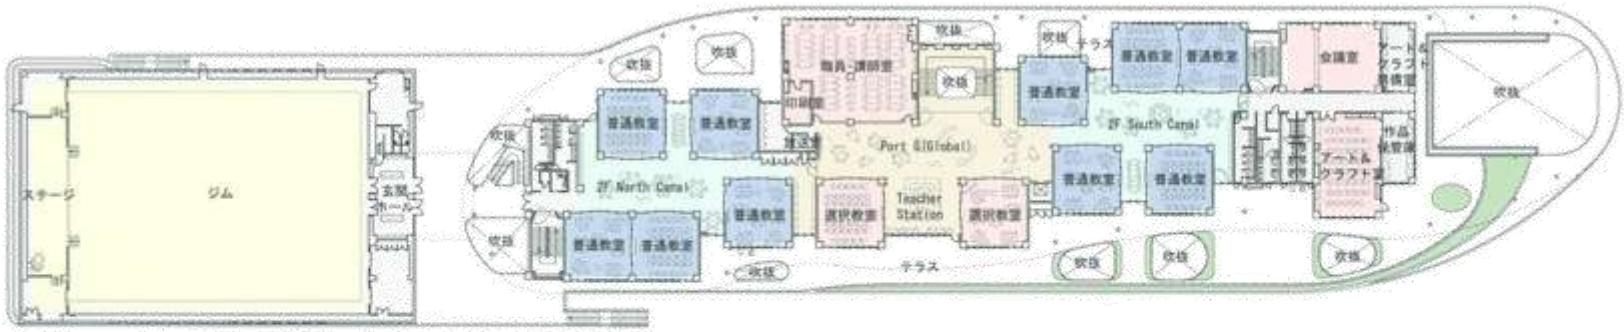 ステージ
ジム
玄関
ホール
吹抜
吹抜
吹抜
吹抜
普通教室
普通教室
2F North Canal
普通教室
普通教室
普通教室
吹抜
職員・講師室
印刷室
放送室
吹抜
吹抜
Port G(Global)
選択教室
Teacher
Station
選択教室
テラス
吹抜
テラス
普通教室
普通教室
普通教室
2F South Canal
普通教室
普通教室
会議室
アート&
クラフト
準備室
アート&
クラフト室
作品
保管庫
吹抜
吹抜
吹抜
吹抜